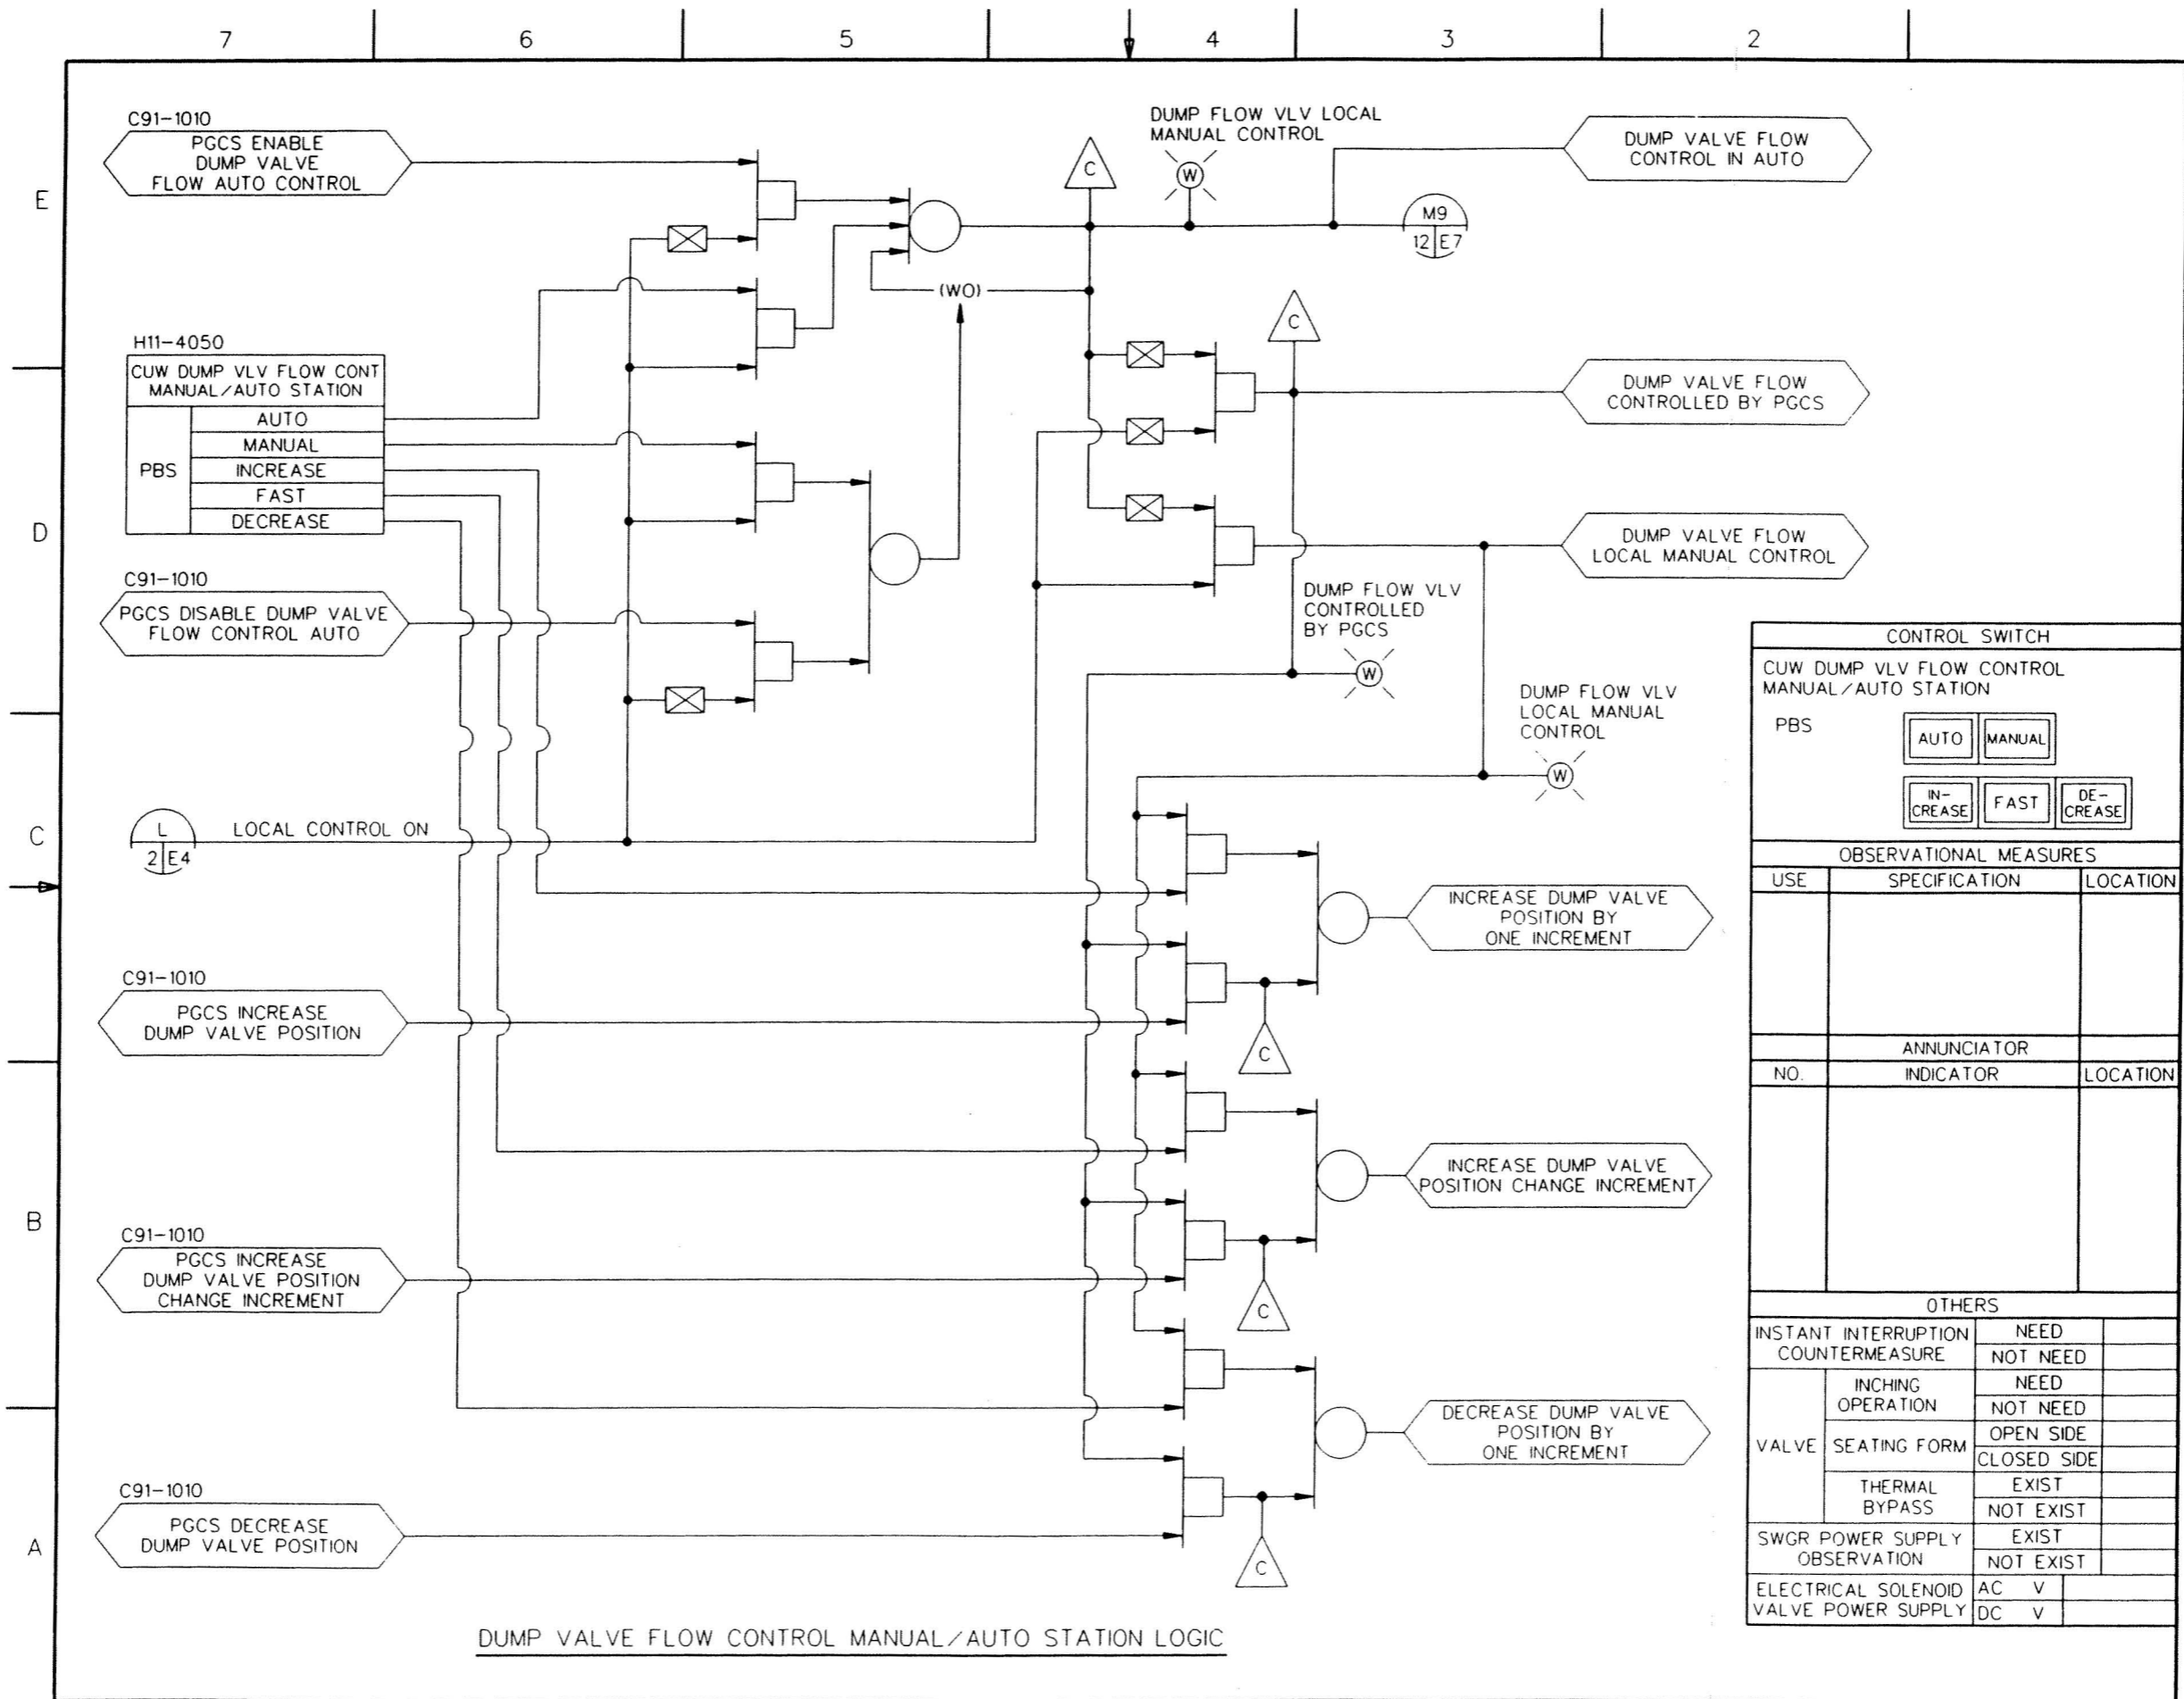 7 6 5 4 3 2
E
D
C
B
A
C91-1010
PGCS ENABLE
DUMP VALVE
FLOW AUTO CONTROL
H11-4050
CUW DUMP VLV FLOW CONT
MANUAL/AUTO STATION
PBS
AUTO
MANUAL
INCREASE
FAST
DECREASE
C91-1010
PGCS DISABLE DUMP VALVE
FLOW CONTROL AUTO
L
2 E4
LOCAL CONTROL ON
C91-1010
PGCS INCREASE
DUMP VALVE POSITION
C91-1010
PGCS INCREASE
DUMP VALVE POSITION
CHANGE INCREMENT
C91-1010
PGCS DECREASE
DUMP VALVE POSITION
(WO)
C
DUMP FLOW VLV LOCAL
MANUAL CONTROL
W
DUMP VALVE FLOW
CONTROL IN AUTO
M9
12 E7
C
DUMP VALVE FLOW
CONTROLLED BY PGCS
DUMP VALVE FLOW
LOCAL MANUAL CONTROL
DUMP FLOW VLV
CONTROLLED
BY PGCS
W
DUMP FLOW VLV
LOCAL MANUAL
CONTROL
W
INCREASE DUMP VALVE
POSITION BY
ONE INCREMENT
C
INCREASE DUMP VALVE
POSITION CHANGE INCREMENT
C
DECREASE DUMP VALVE
POSITION BY
ONE INCREMENT
C
CONTROL SWITCH
CUW DUMP VLV FLOW CONTROL
MANUAL/AUTO STATION
PBS
AUTO MANUAL
IN-
CREASE
FAST
DE-
CREASE
OBSERVATIONAL MEASURES
USE SPECIFICATION LOCATION
ANNUNCIATOR
NO. INDICATOR LOCATION
OTHERS
INSTANT INTERRUPTION
COUNTERMEASURE
NEED
NOT NEED
VALVE
INCHING
OPERATION
NEED
NOT NEED
SEATING FORM
OPEN SIDE
CLOSED SIDE
THERMAL
BYPASS
EXIST
NOT EXIST
SWGR POWER SUPPLY
OBSERVATION
EXIST
NOT EXIST
ELECTRICAL SOLENOID
VALVE POWER SUPPLY
AC V
DC V
DUMP VALVE FLOW CONTROL MANUAL/AUTO STATION LOGIC